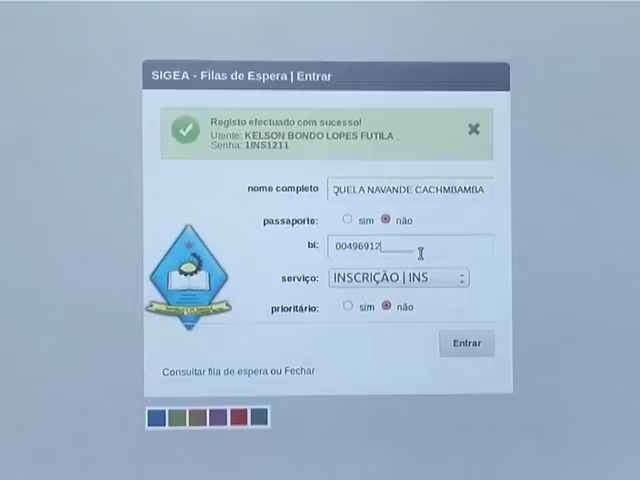 SIGEA - Filas de Espera | Entrar
Registo efectuado com sucesso!
Utente: KELSON BONDO LOPES FUTILA .
Senha: 1INS1211
nome completo QUELA NAVANDE CACHMBAMBA
passaporte: sim não
bi: 00496912
serviço: INSCRIÇÃO | INS
prioritário: sim não
Entrar
Consultar fila de espera ou Fechar